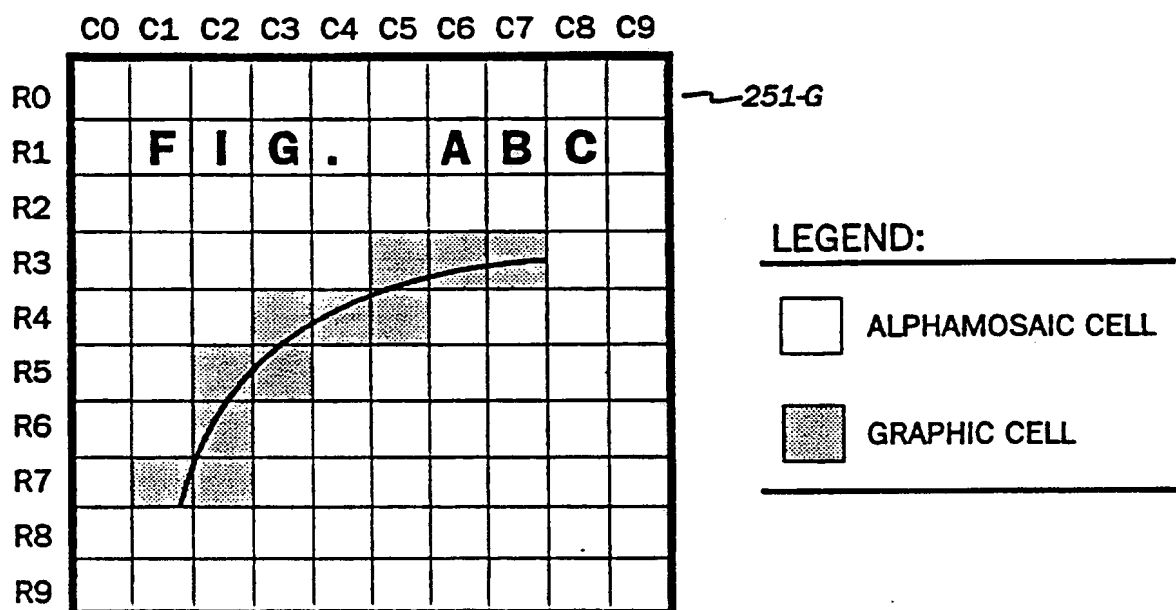 C0 C1 C2 C3 C4 C5 C6 C7 C8 C9
R0
251-G
R1 F I G . A B C
R2
R3
LEGEND:
R4
ALPHAMOSAIC CELL
R5
R6
GRAPHIC CELL
R7
R8
R9